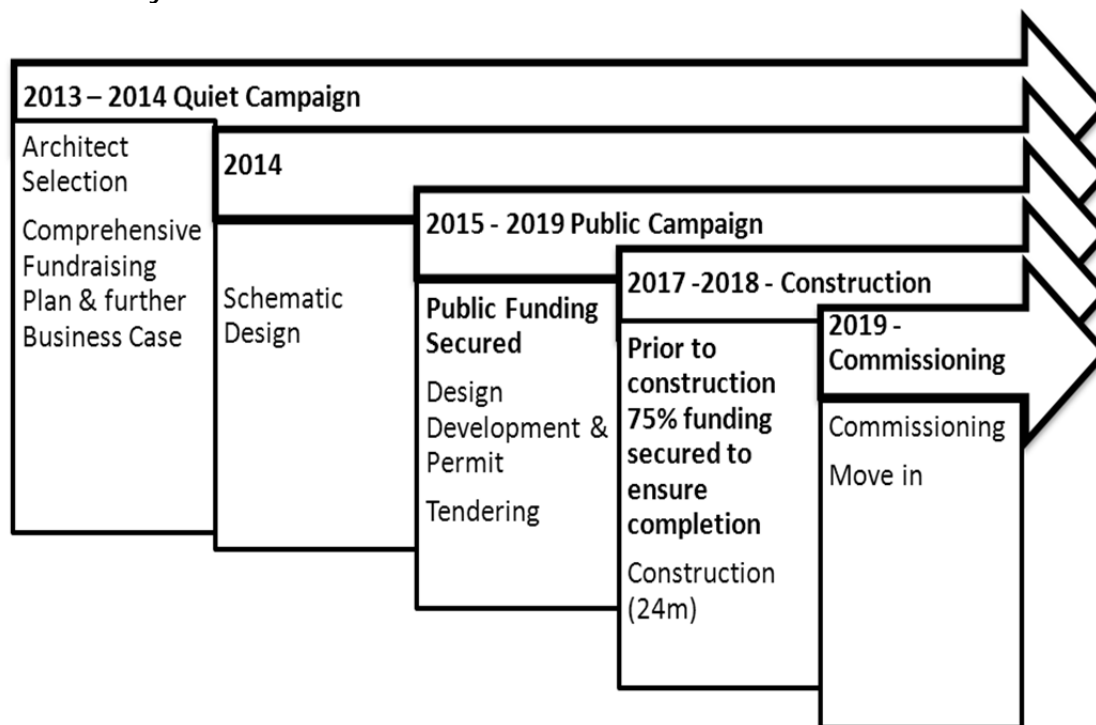 2013 – 2014 Quiet Campaign
Architect
Selection
Comprehensive
Fundraising
Plan & further
Business Case
2014
Schematic
Design
2015 - 2019 Public Campaign
Public Funding
Secured
Design
Development &
Permit
Tendering
2017 -2018 - Construction
Prior to
construction
75% funding
secured to
ensure
completion
Construction
(24m)
2019 -
Commissioning
Commissioning
Move in